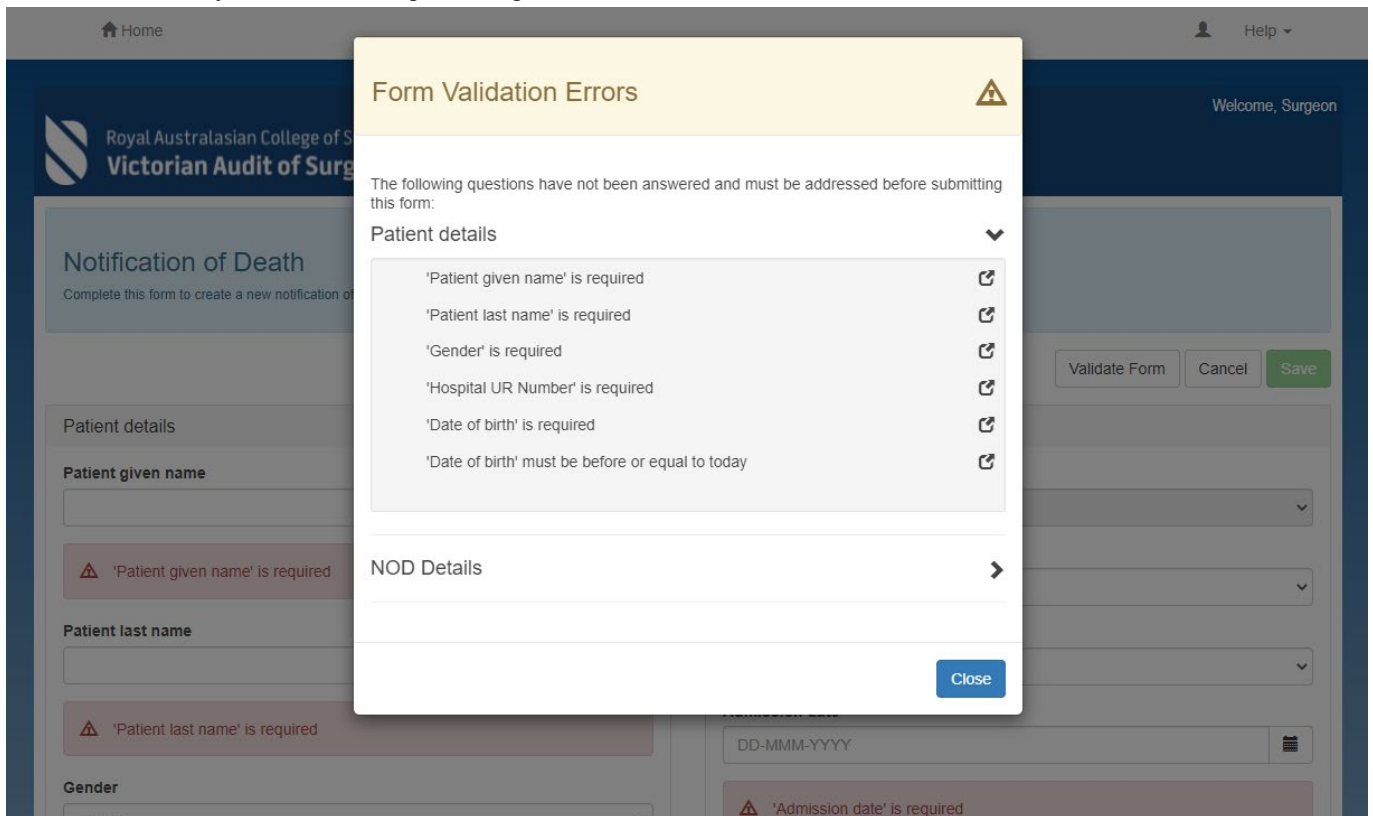 Home
Help
Form Validation Errors
Welcome, Surgeon
Royal Australasian College of S
Victorian Audit of Surg
The following questions have not been answered and must be addressed before submitting
this form:
Patient details
'Patient given name' is required
'Patient last name' is required
'Gender' is required
'Hospital UR Number' is required
'Date of birth' is required
'Date of birth' must be before or equal to today
NOD Details
Close
Notification of Death
Complete this form to create a new notification of
Validate Form
Cancel
Save
Patient details
Patient given name
'Patient given name' is required
Patient last name
'Patient last name' is required
Gender
DD-MMM-YYYY
'Admission date' is required